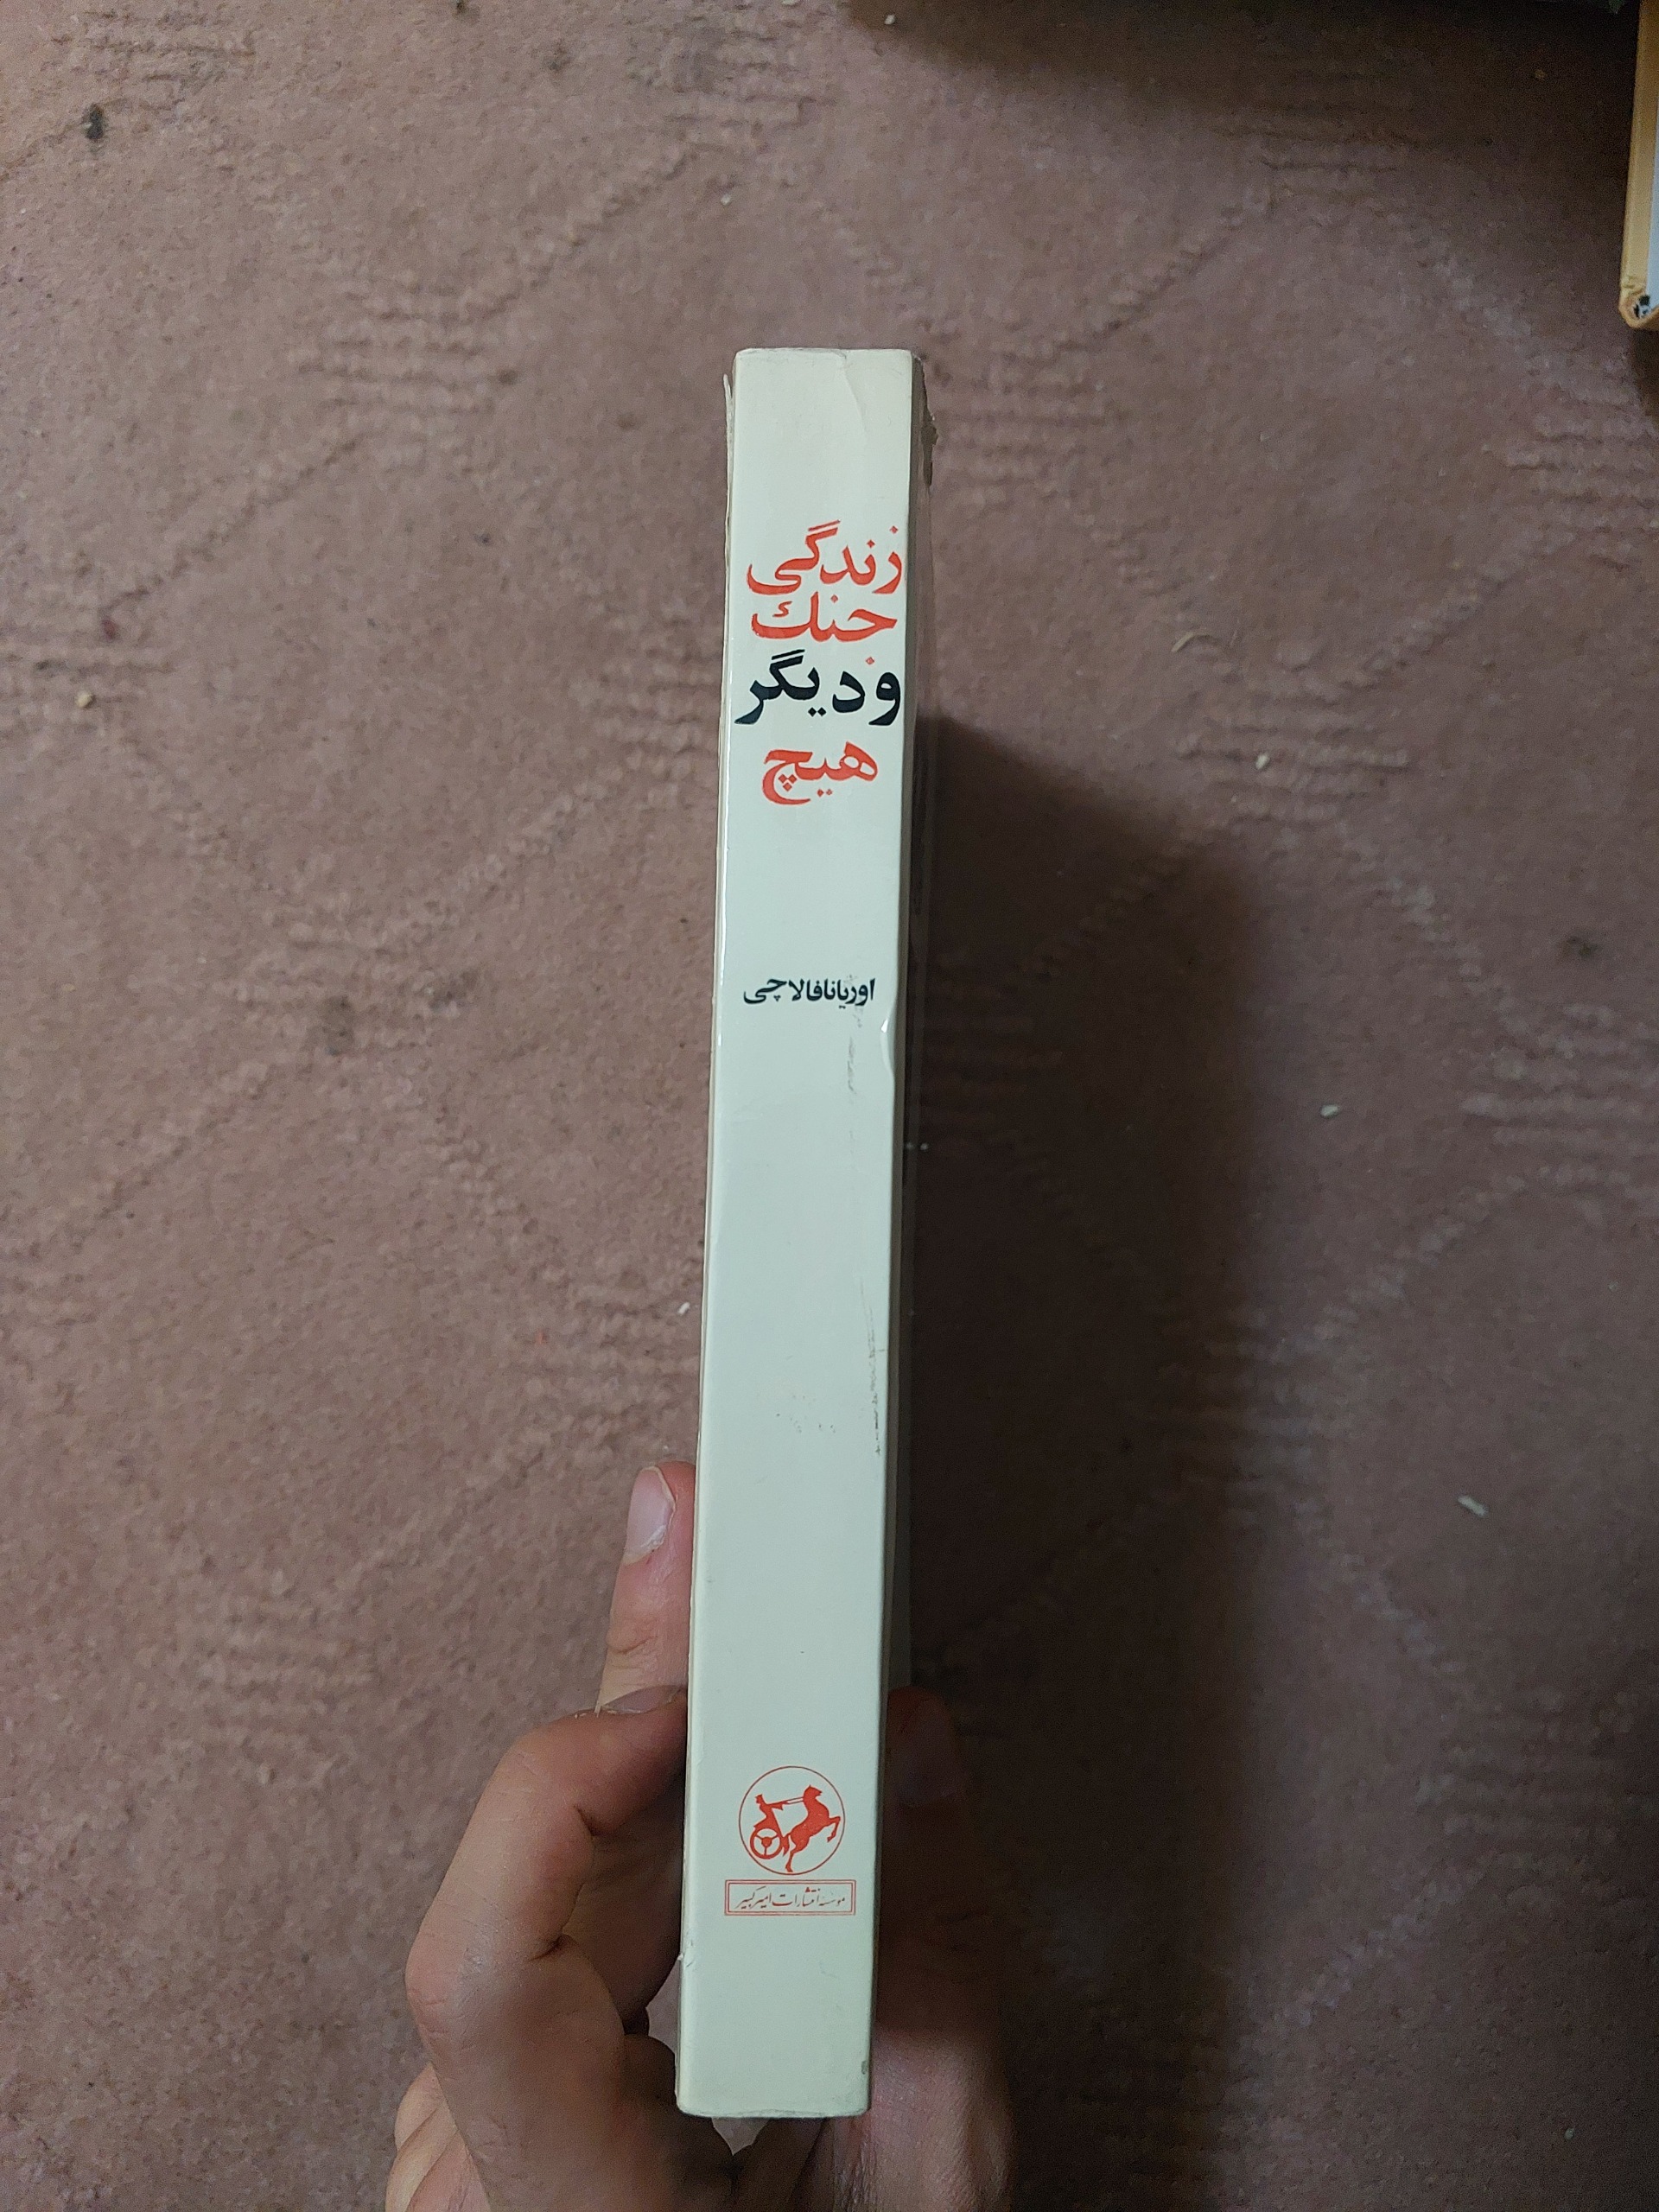 زندگی
جنك
و دیگر
هیچ
اوریانا فالاچی
موسسه انتشارات امیرکبیر